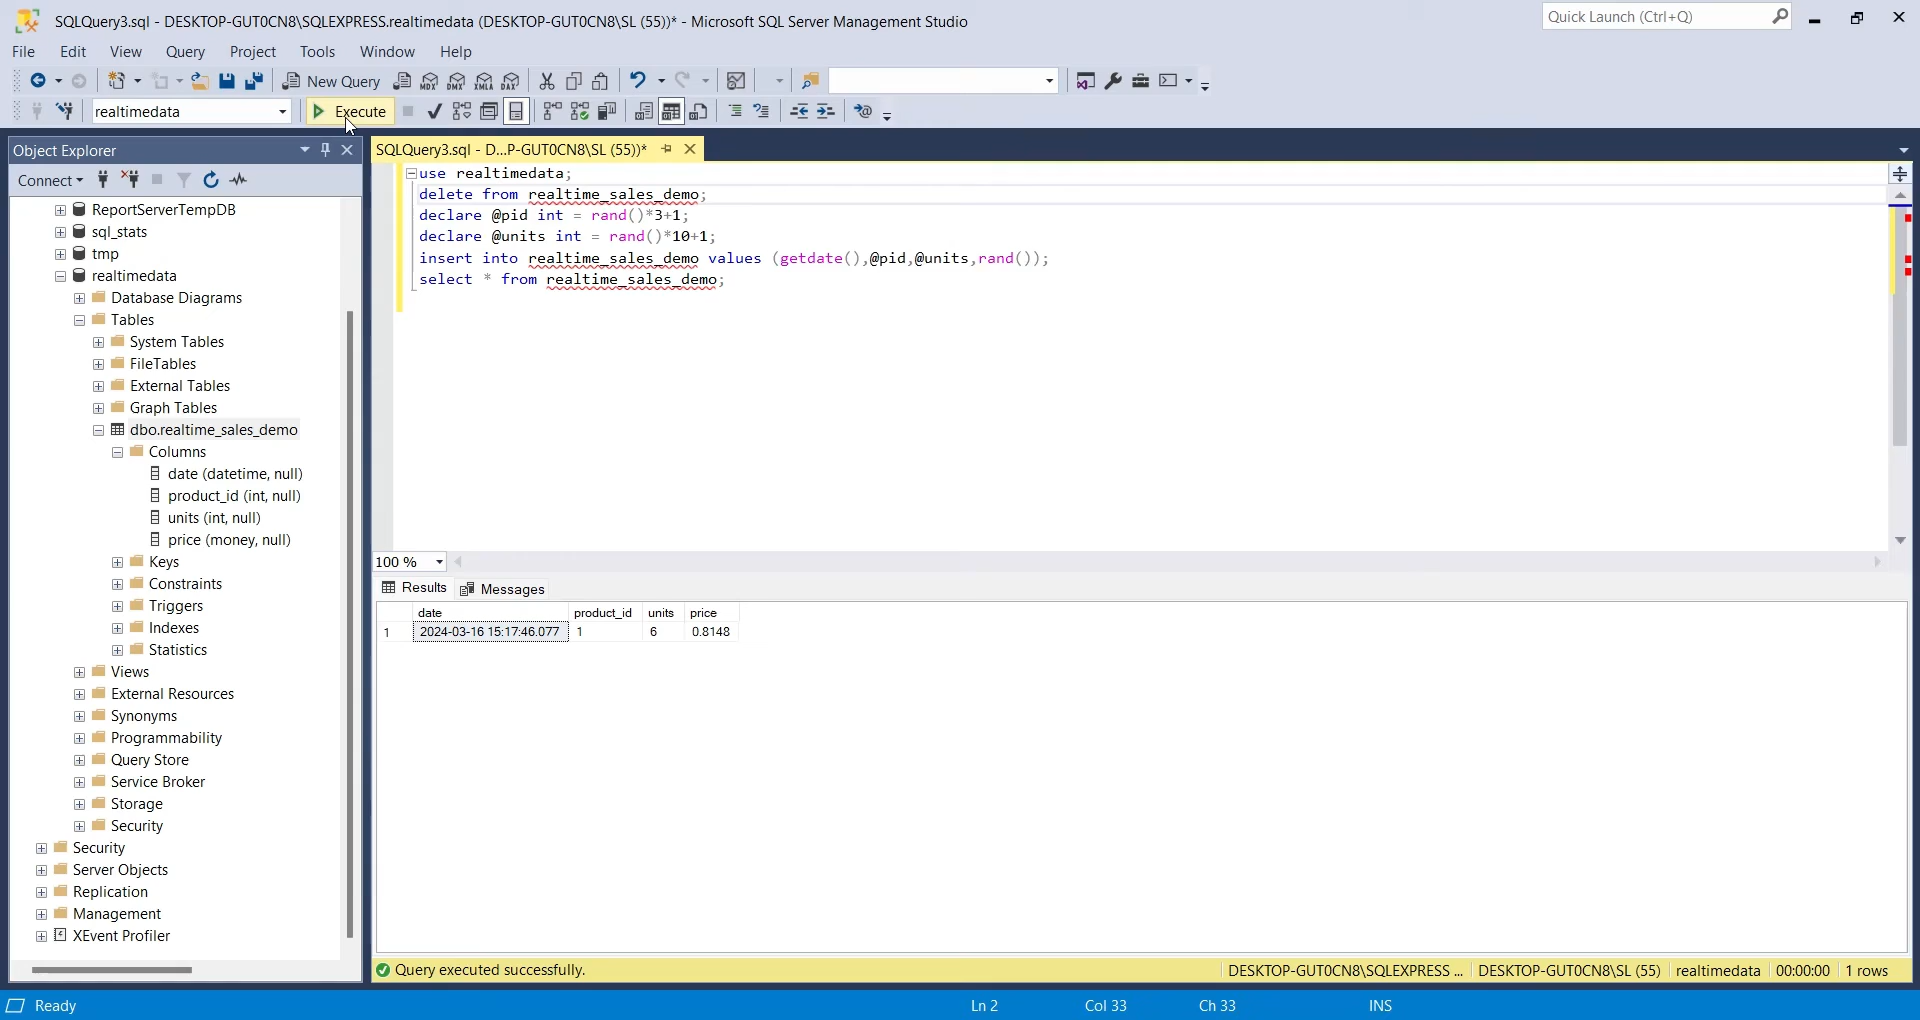 SQLQuery3.sql - DESKTOP-GUT0CN8\SQLEXPRESS.realtimedata (DESKTOP-GUT0CN8\SL (55))* - Microsoft SQL Server Management Studio
Quick Launch (Ctrl+Q)
File Edit View Query Project Tools Window Help
New Query MDX DMX XMLA DAX
realtimedata Execute
Object Explorer
SQLQuery3.sql - D...P-GUT0CN8\SL (55))*
Connect
ReportServerTempDB
sql_stats
tmp
realtimedata
Database Diagrams
Tables
System Tables
FileTables
External Tables
Graph Tables
dbo.realtime_sales_demo
Columns
date (datetime, null)
product_id (int, null)
units (int, null)
price (money, null)
Keys
Constraints
Triggers
Indexes
Statistics
Views
External Resources
Synonyms
Programmability
Query Store
Service Broker
Storage
Security
Security
Server Objects
Replication
Management
XEvent Profiler
use realtimedata;
delete from realtime_sales_demo;
declare @pid int = rand()*3+1;
declare @units int = rand()*10+1;
insert into realtime_sales_demo values (getdate(),@pid,@units,rand());
select * from realtime_sales_demo;
100 %
Results Messages
date product_id units price
1 2024-03-16 15:17:46.077 1 6 0.8148
Query executed successfully. DESKTOP-GUT0CN8\SQLEXPRESS ... DESKTOP-GUT0CN8\SL (55) realtimedata 00:00:00 1 rows
Ready Ln 2 Col 33 Ch 33 INS